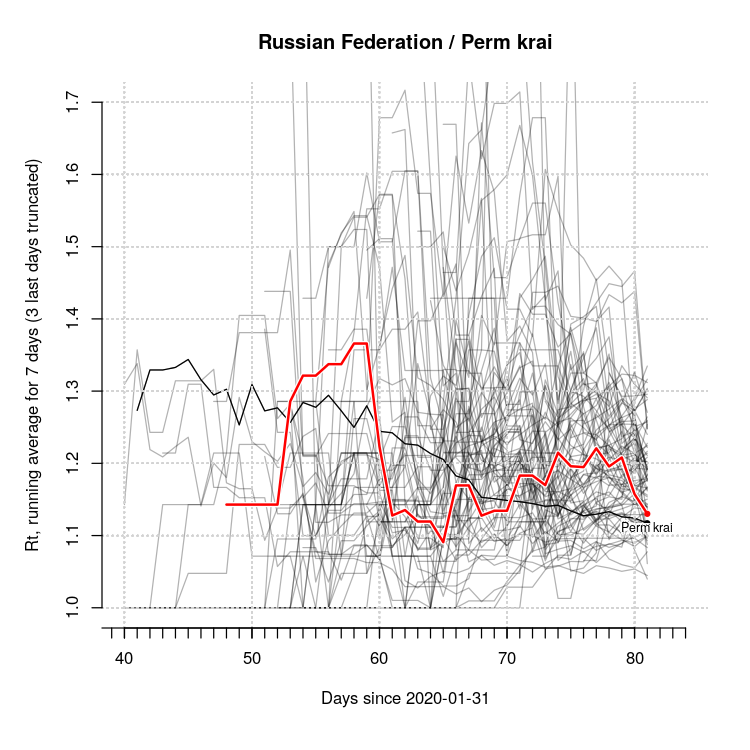 Russian Federation / Perm krai
Rt, running average for 7 days (3 last days truncated)
1.7
1.6
1.5
1.4
1.3
1.2
1.1
1.0
Perm krai
40 50 60 70 80
Days since 2020-01-31